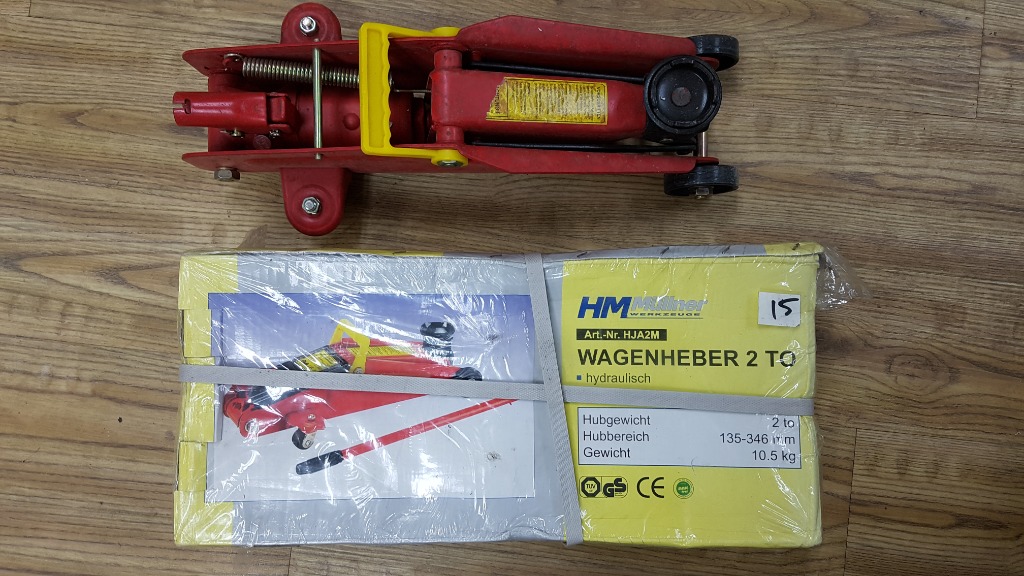 HM Müllner
WERKZEUGE
15
Art.-Nr. HJA2M
WAGENHEBER 2 TO
▪ hydraulisch
Hubgewicht 2 to
Hubbereich 135-346 mm
Gewicht 10.5 kg
TÜV GS CE